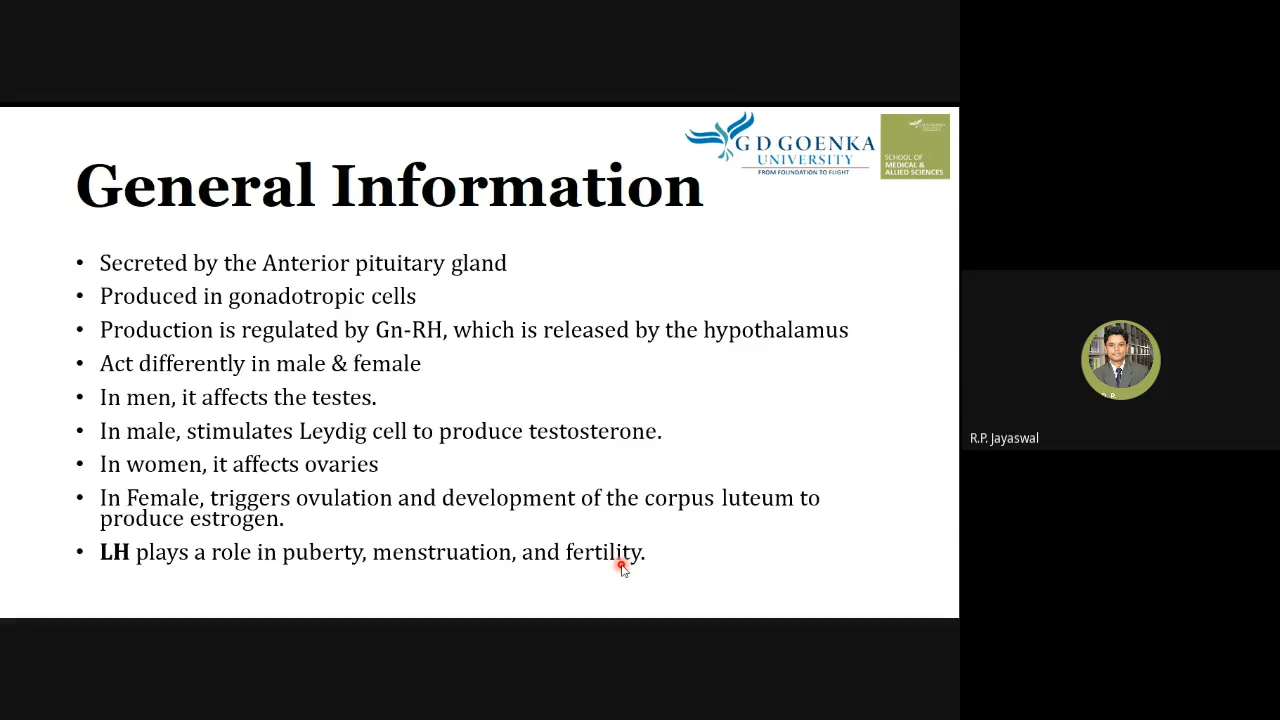 G D GOENKA
UNIVERSITY
FROM FOUNDATION TO FLIGHT
SCHOOL OF
MEDICAL &
ALLIED SCIENCES
General Information
• Secreted by the Anterior pituitary gland
• Produced in gonadotropic cells
• Production is regulated by Gn-RH, which is released by the hypothalamus
• Act differently in male & female
• In men, it affects the testes.
• In male, stimulates Leydig cell to produce testosterone.
• In women, it affects ovaries
• In Female, triggers ovulation and development of the corpus luteum to
produce estrogen.
• LH plays a role in puberty, menstruation, and fertility.
R.P. Jayaswal